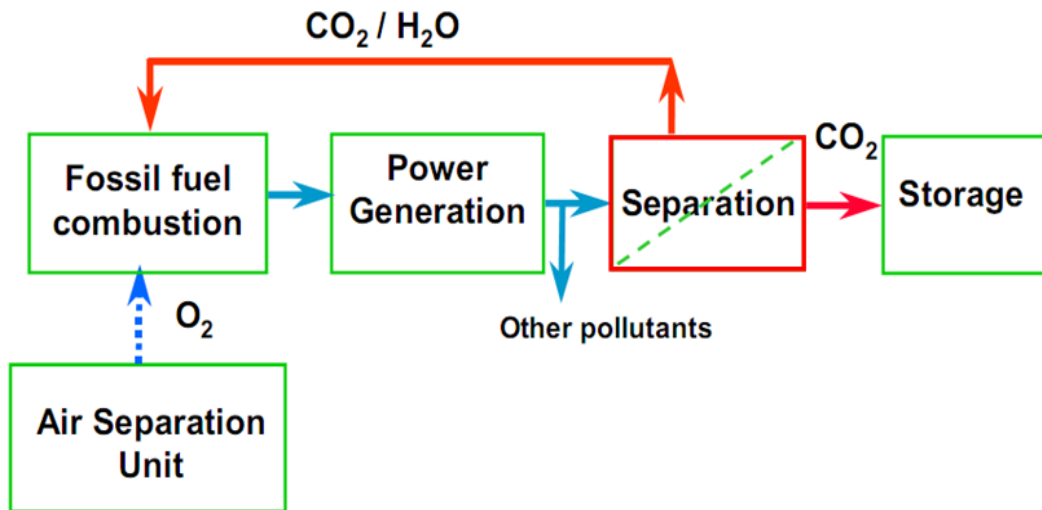 CO₂ / H₂O
Fossil fuel
combustion
Power
Generation
Separation
CO₂
Storage
Other pollutants
O₂
Air Separation
Unit